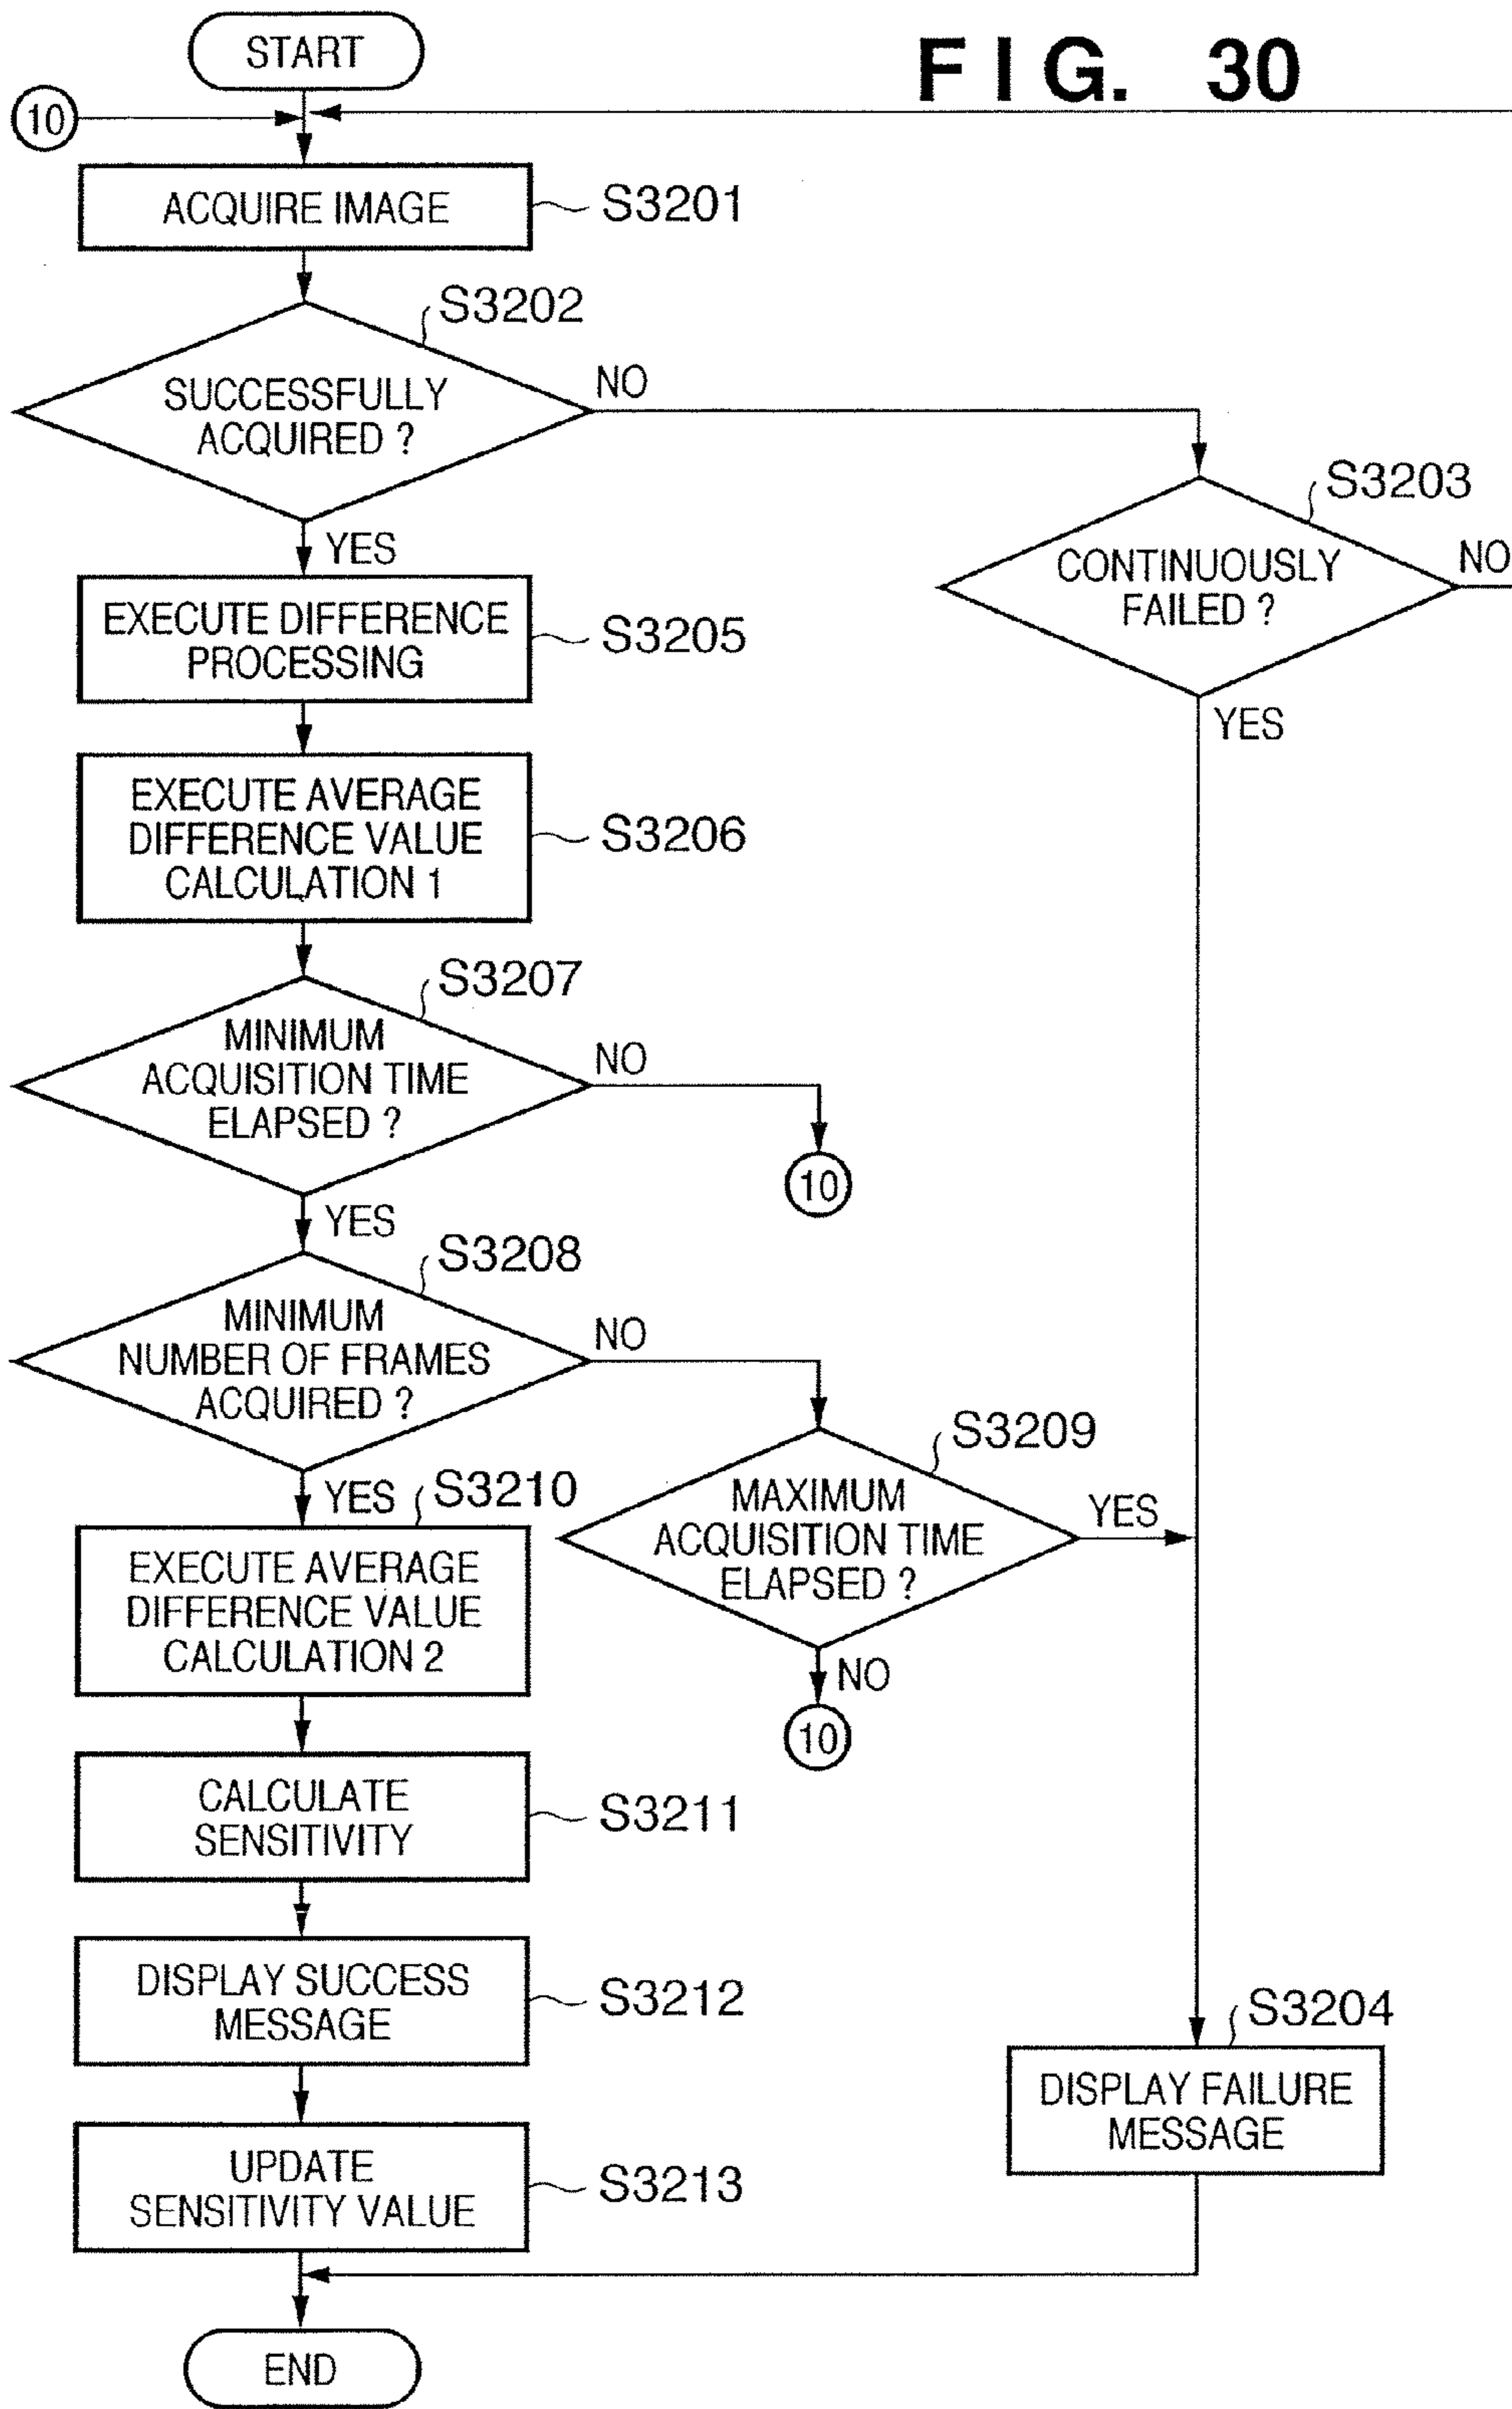 FIG. 30
START
10
ACQUIRE IMAGE
S3201
S3202
SUCCESSFULLY
ACQUIRED ?
NO
YES
S3203
CONTINUOUSLY
FAILED ?
NO
YES
EXECUTE DIFFERENCE
PROCESSING
S3205
EXECUTE AVERAGE
DIFFERENCE VALUE
CALCULATION 1
S3206
S3207
MINIMUM
ACQUISITION TIME
ELAPSED ?
NO
10
YES
S3208
MINIMUM
NUMBER OF FRAMES
ACQUIRED ?
NO
YES
S3209
MAXIMUM
ACQUISITION TIME
ELAPSED ?
YES
NO
10
S3210
EXECUTE AVERAGE
DIFFERENCE VALUE
CALCULATION 2
CALCULATE
SENSITIVITY
S3211
DISPLAY SUCCESS
MESSAGE
S3212
S3204
DISPLAY FAILURE
MESSAGE
UPDATE
SENSITIVITY VALUE
S3213
END